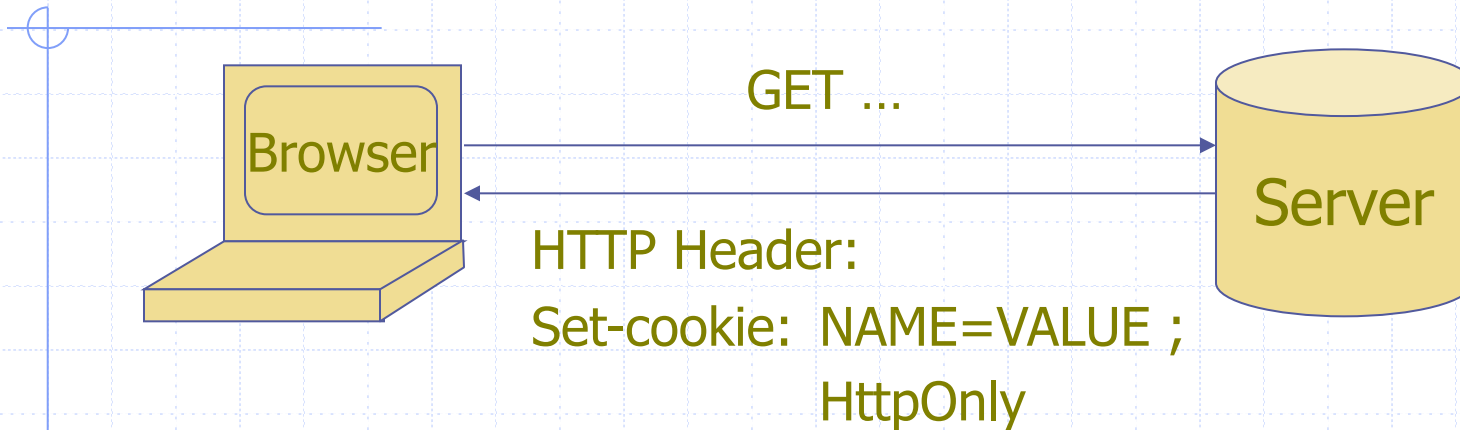 GET ...
Browser
Server
HTTP Header:
Set-cookie: NAME=VALUE ;
HttpOnly